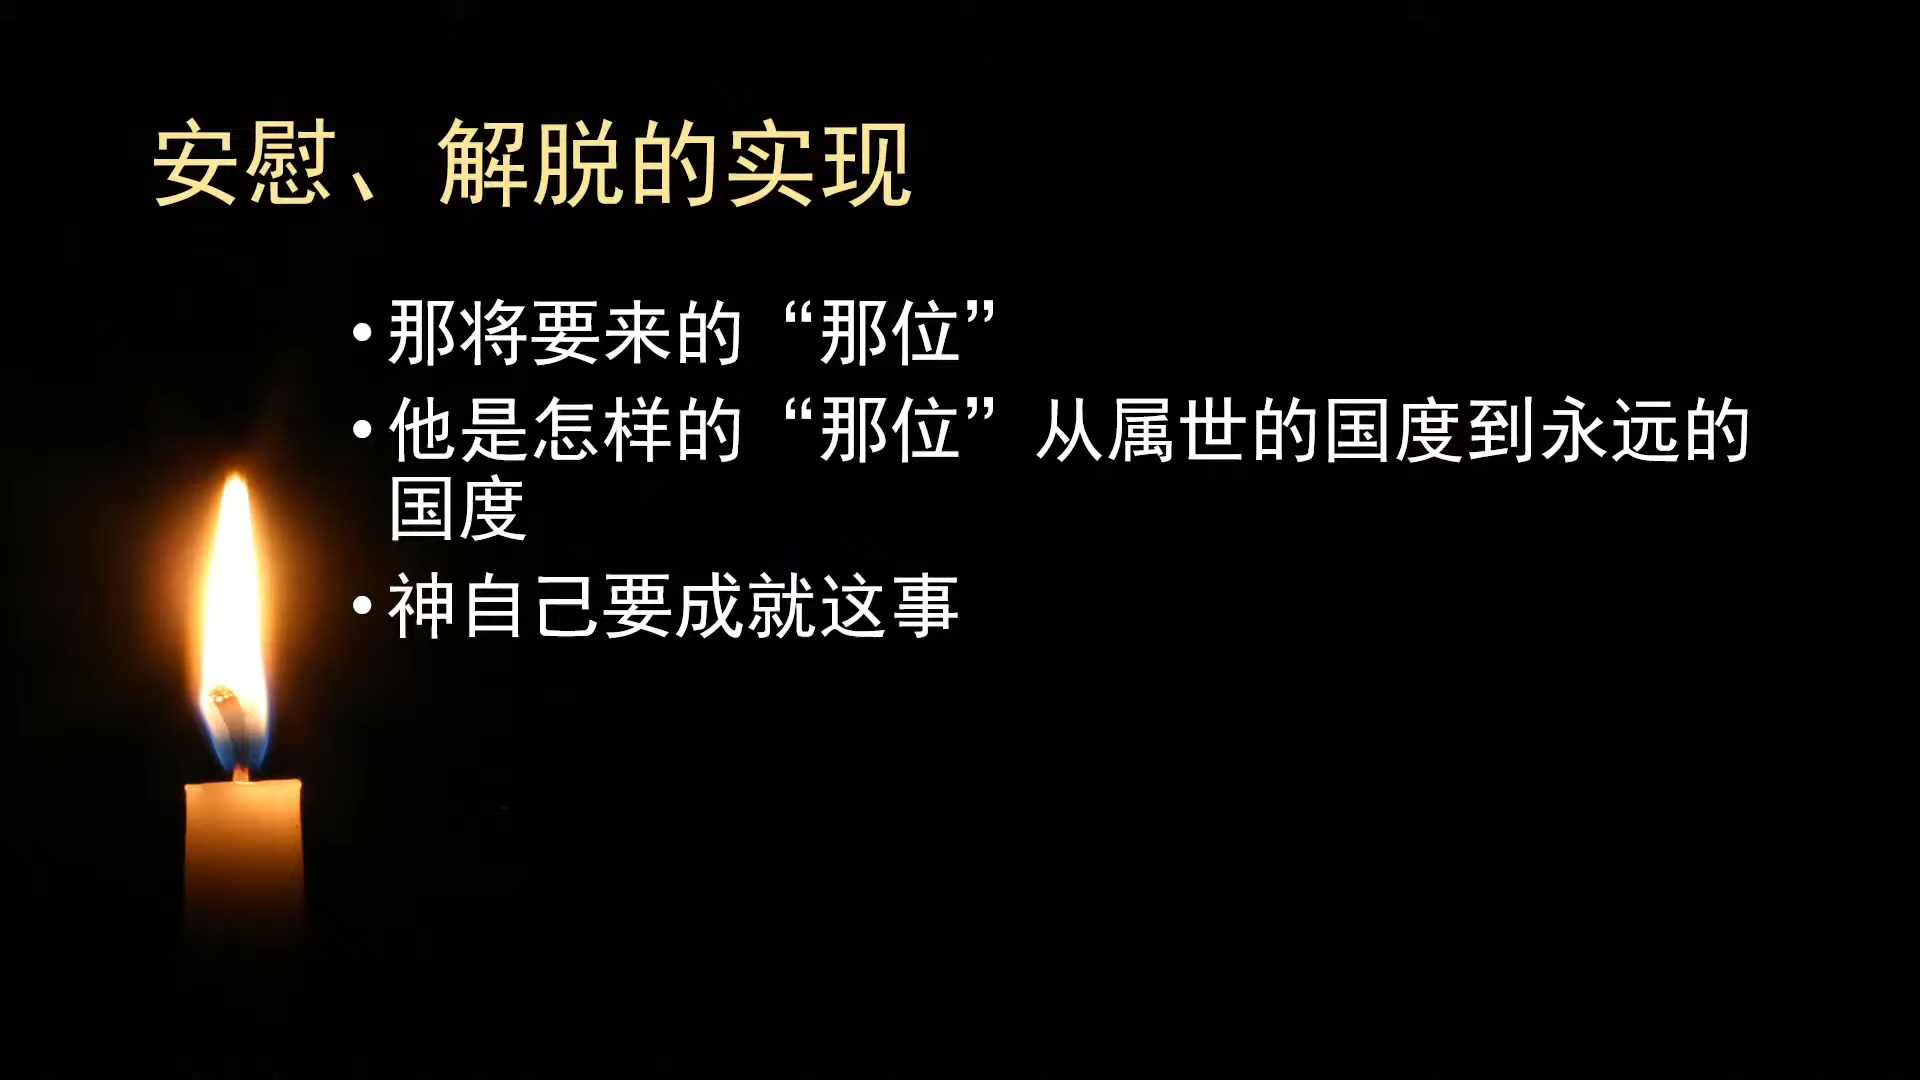 安慰、解脱的实现
•那将要来的“那位”
•他是怎样的“那位”从属世的国度到永远的
国度
•神自己要成就这事